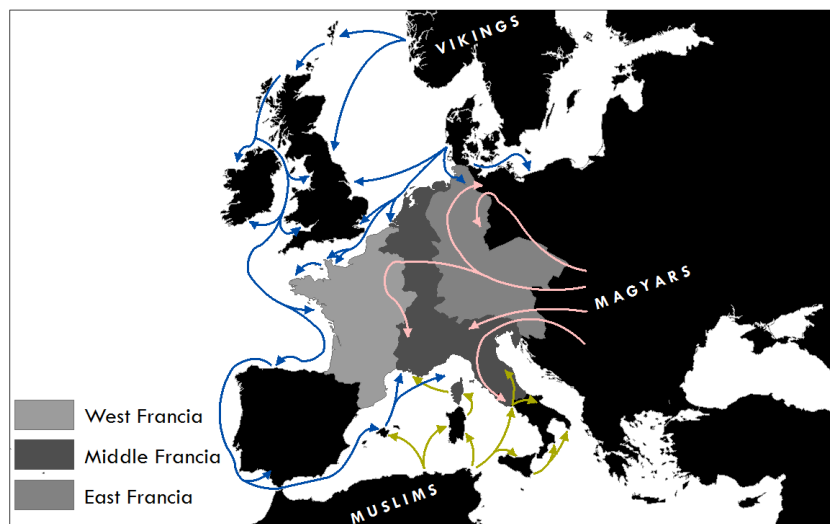 VIKINGS
MAGYARS
West Francia
Middle Francia
East Francia
MUSLIMS